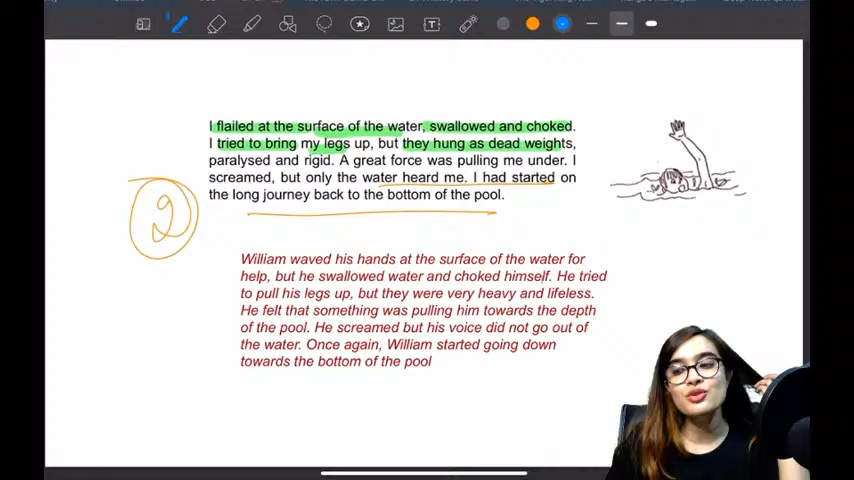 I flailed at the surface of the water, swallowed and choked.
I tried to bring my legs up, but they hung as dead weights,
paralysed and rigid. A great force was pulling me under. I
screamed, but only the water heard me. I had started on
the long journey back to the bottom of the pool.
2
William waved his hands at the surface of the water for
help, but he swallowed water and choked himself. He tried
to pull his legs up, but they were very heavy and lifeless.
He felt that something was pulling him towards the depth
of the pool. He screamed but his voice did not go out of
the water. Once again, William started going down
towards the bottom of the pool